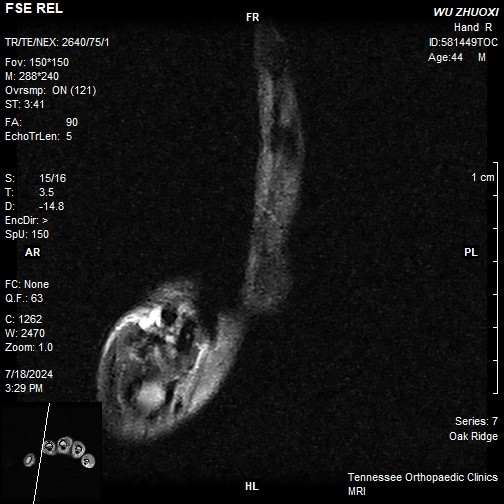 FSE REL
TR/TE/NEX: 2640/75/1
Fov: 150*150
M: 288*240
Ovrsmp: ON (121)
ST: 3:41
FA: 90
EchoTrLen: 5
S: 15/16
T: 3.5
D: -14.8
EncDir: >
SpU: 150
AR
FC: None
Q.F.: 63
C: 1262
W: 2470
Zoom: 1.0
7/18/2024
3:29 PM
FR
HL
WU ZHUOXI
Hand R
ID:581449TOC
Age:44 M
1 cm
PL
Series: 7
Oak Ridge
Tennessee Orthopaedic Clinics
MRI